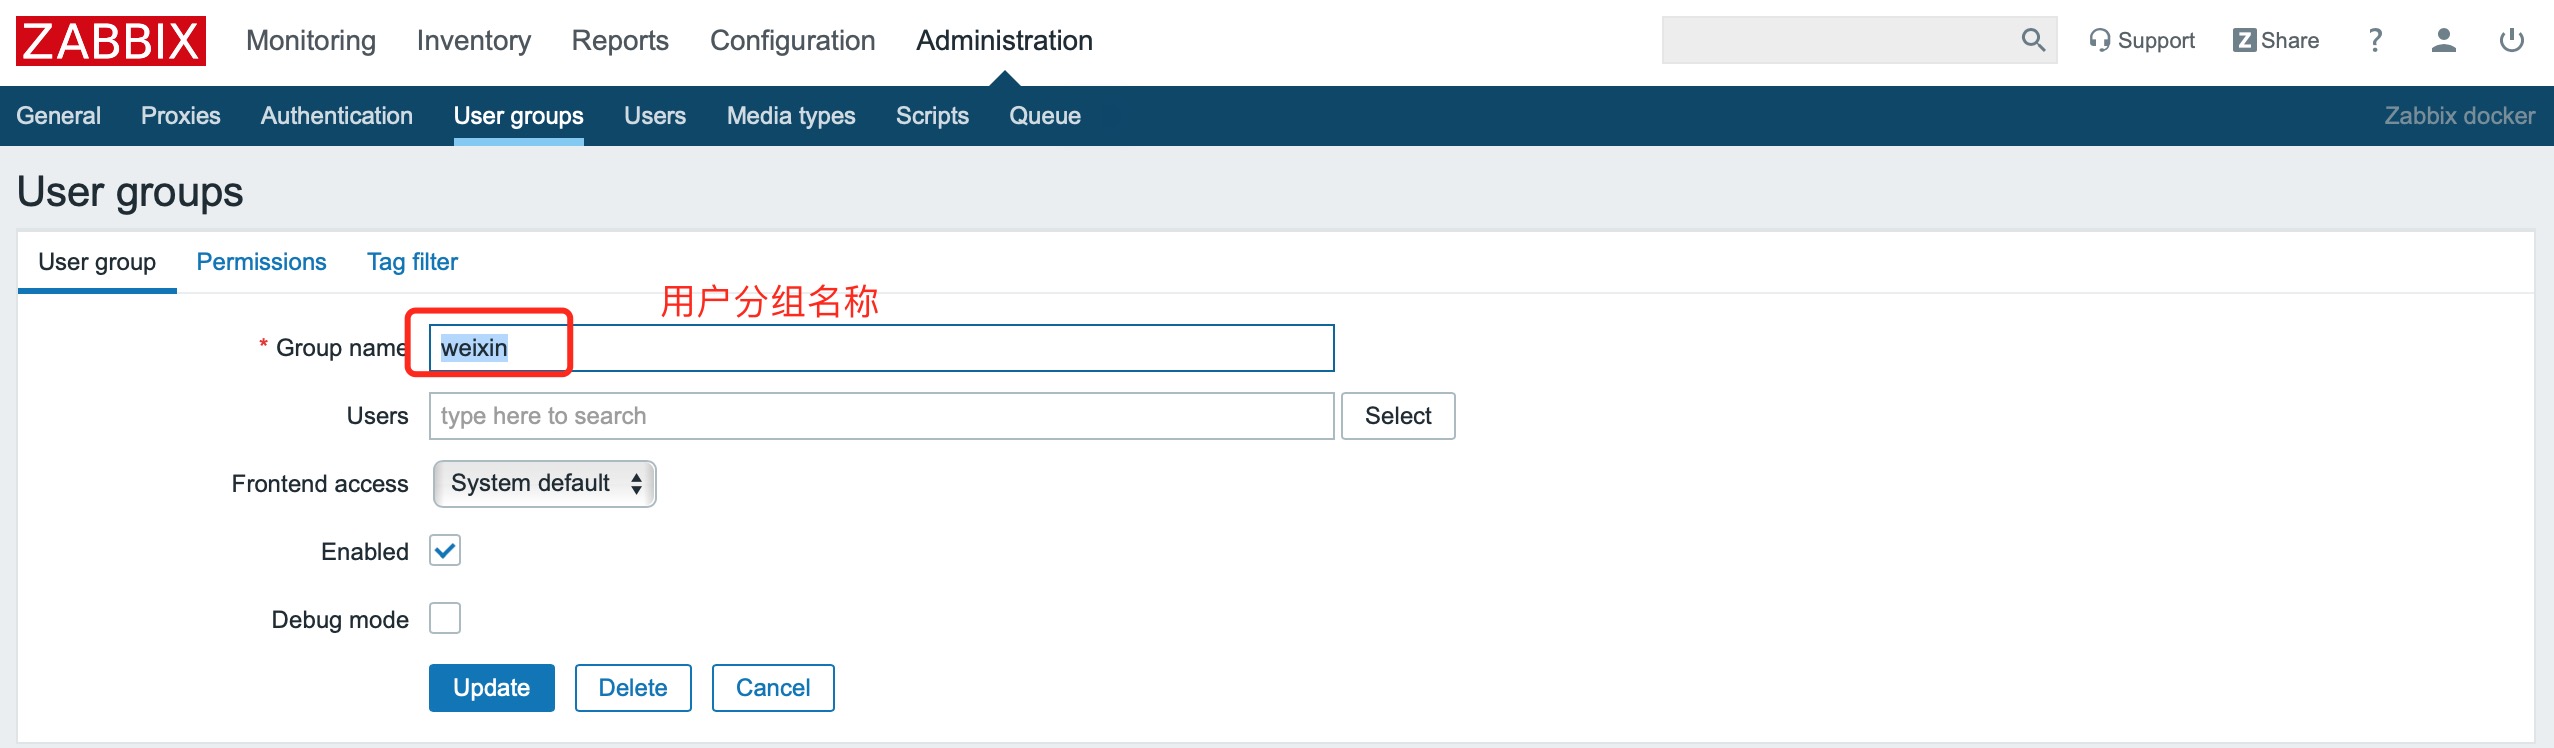 ZABBIX Monitoring Inventory Reports Configuration Administration Support Z Share ?
General Proxies Authentication User groups Users Media types Scripts Queue Zabbix docker
User groups
User group Permissions Tag filter
用户分组名称
* Group name weixin
Users type here to search Select
Frontend access System default
Enabled
Debug mode
Update Delete Cancel